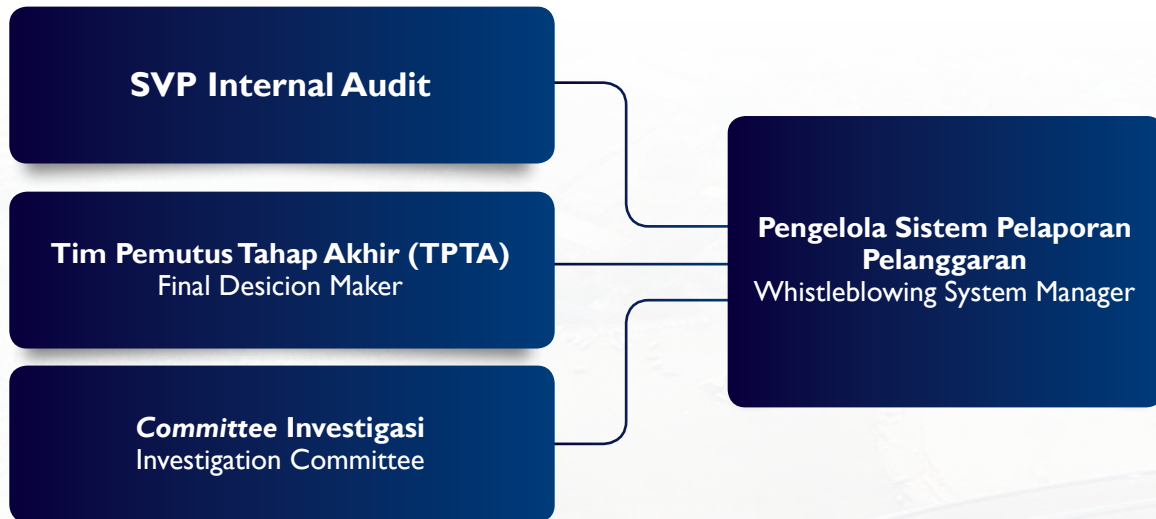 SVP Internal Audit
Tim Pemutus Tahap Akhir (TPTA)
Final Desicion Maker
Committee Investigasi
Investigation Committee
Pengelola Sistem Pelaporan
Pelanggaran
Whistleblowing System Manager